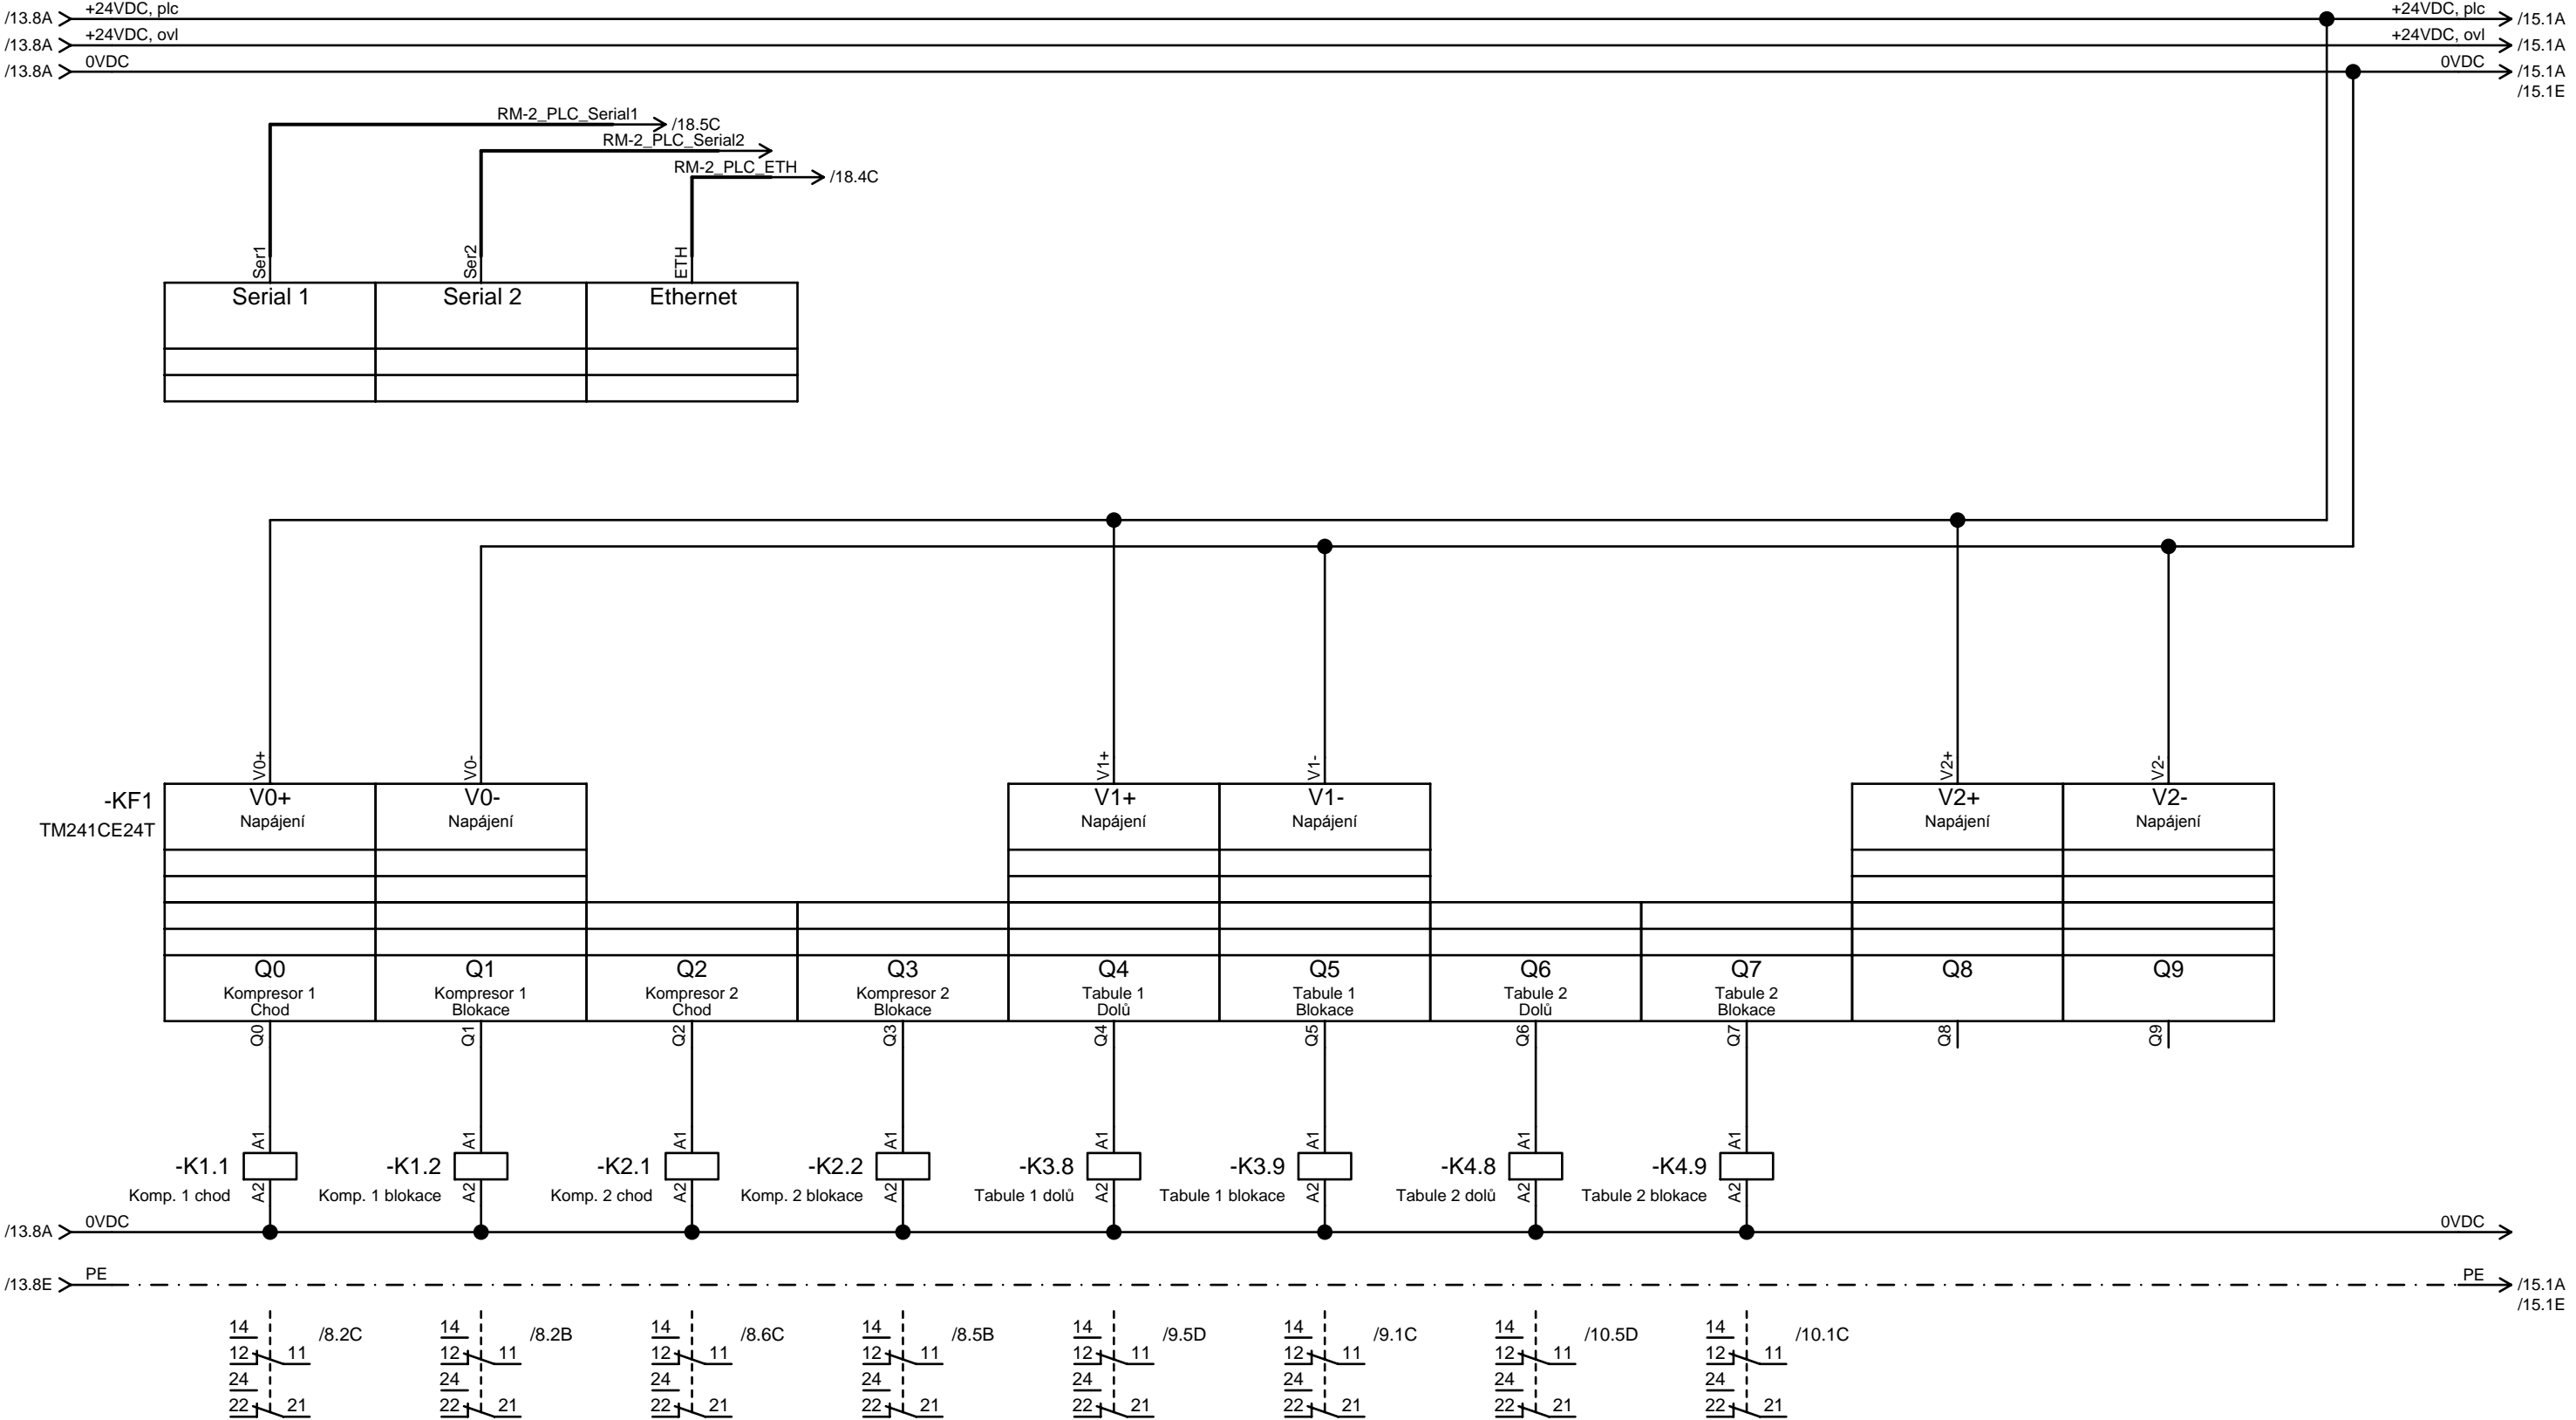 /13.8A +24VDC, plc +24VDC, plc /15.1A
/13.8A +24VDC, ovl +24VDC, ovl /15.1A
/13.8A 0VDC 0VDC /15.1A
/15.1E
RM-2_PLC_Serial1 /18.5C
RM-2_PLC_Serial2
RM-2_PLC_ETH /18.4C
Ser1 Ser2 ETH
Serial 1 Serial 2 Ethernet
V0+ V0- V1+ V1- V2+ V2-
-KF1 V0+ V0- V1+ V1- V2+ V2-
TM241CE24T Napájení Napájení Napájení Napájení Napájení Napájení
Q0 Q1 Q2 Q3 Q4 Q5 Q6 Q7 Q8 Q9
Kompresor 1 Kompresor 1 Kompresor 2 Kompresor 2 Tabule 1 Tabule 1 Tabule 2 Tabule 2
Chod Blokace Chod Blokace Dolů Blokace Dolů Blokace
Q0 Q1 Q2 Q3 Q4 Q5 Q6 Q7 Q8 Q9
A1 A1 A1 A1 A1 A1 A1 A1
-K1.1 -K1.2 -K2.1 -K2.2 -K3.8 -K3.9 -K4.8 -K4.9
Komp. 1 chod A2 Komp. 1 blokace A2 Komp. 2 chod A2 Komp. 2 blokace A2 Tabule 1 dolů A2 Tabule 1 blokace A2 Tabule 2 dolů A2 Tabule 2 blokace A2
/13.8A 0VDC 0VDC
/13.8E PE PE /15.1A
/15.1E
14 /8.2C 14 /8.2B 14 /8.6C 14 /8.5B 14 /9.5D 14 /9.1C 14 /10.5D 14 /10.1C
12 11 12 11 12 11 12 11 12 11 12 11 12 11 12 11
24 24 24 24 24 24 24 24
22 21 22 21 22 21 22 21 22 21 22 21 22 21 22 21